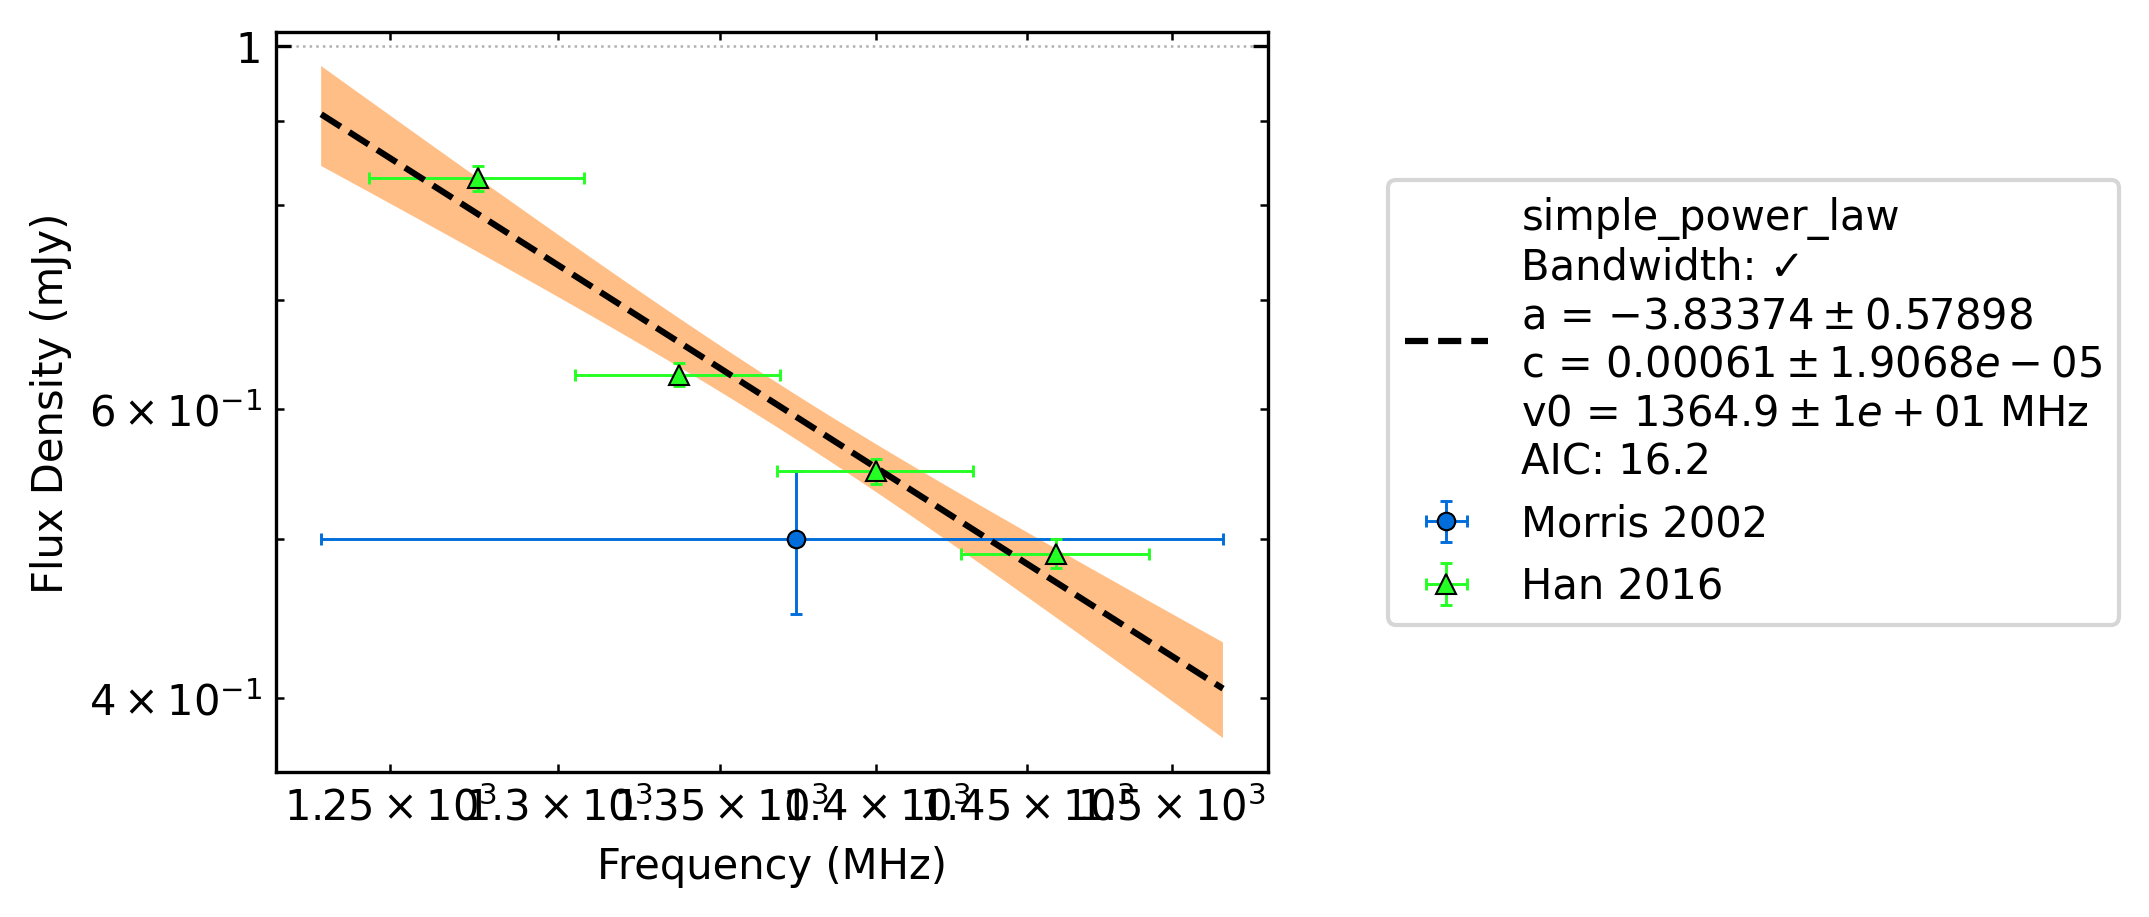 1
6 × 10⁻¹
4 × 10⁻¹
Flux Density (mJy)
1.25 × 10³ 1.3 × 10³ 1.35 × 10³ 1.4 × 10³ 1.45 × 10³ 1.5 × 10³
Frequency (MHz)
simple_power_law
Bandwidth: ✓
a = −3.83374 ± 0.57898
c = 0.00061 ± 1.9068e − 05
v0 = 1364.9 ± 1e + 01 MHz
AIC: 16.2
Morris 2002
Han 2016